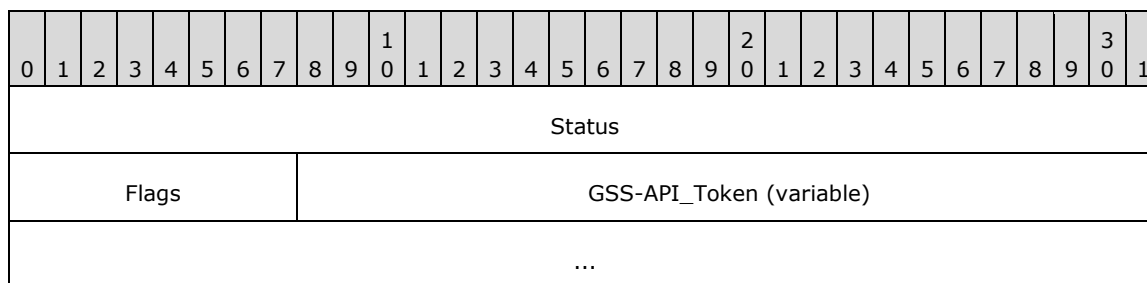 1 2 3
0 1 2 3 4 5 6 7 8 9 0 1 2 3 4 5 6 7 8 9 0 1 2 3 4 5 6 7 8 9 0 1
Status
Flags GSS-API_Token (variable)
...